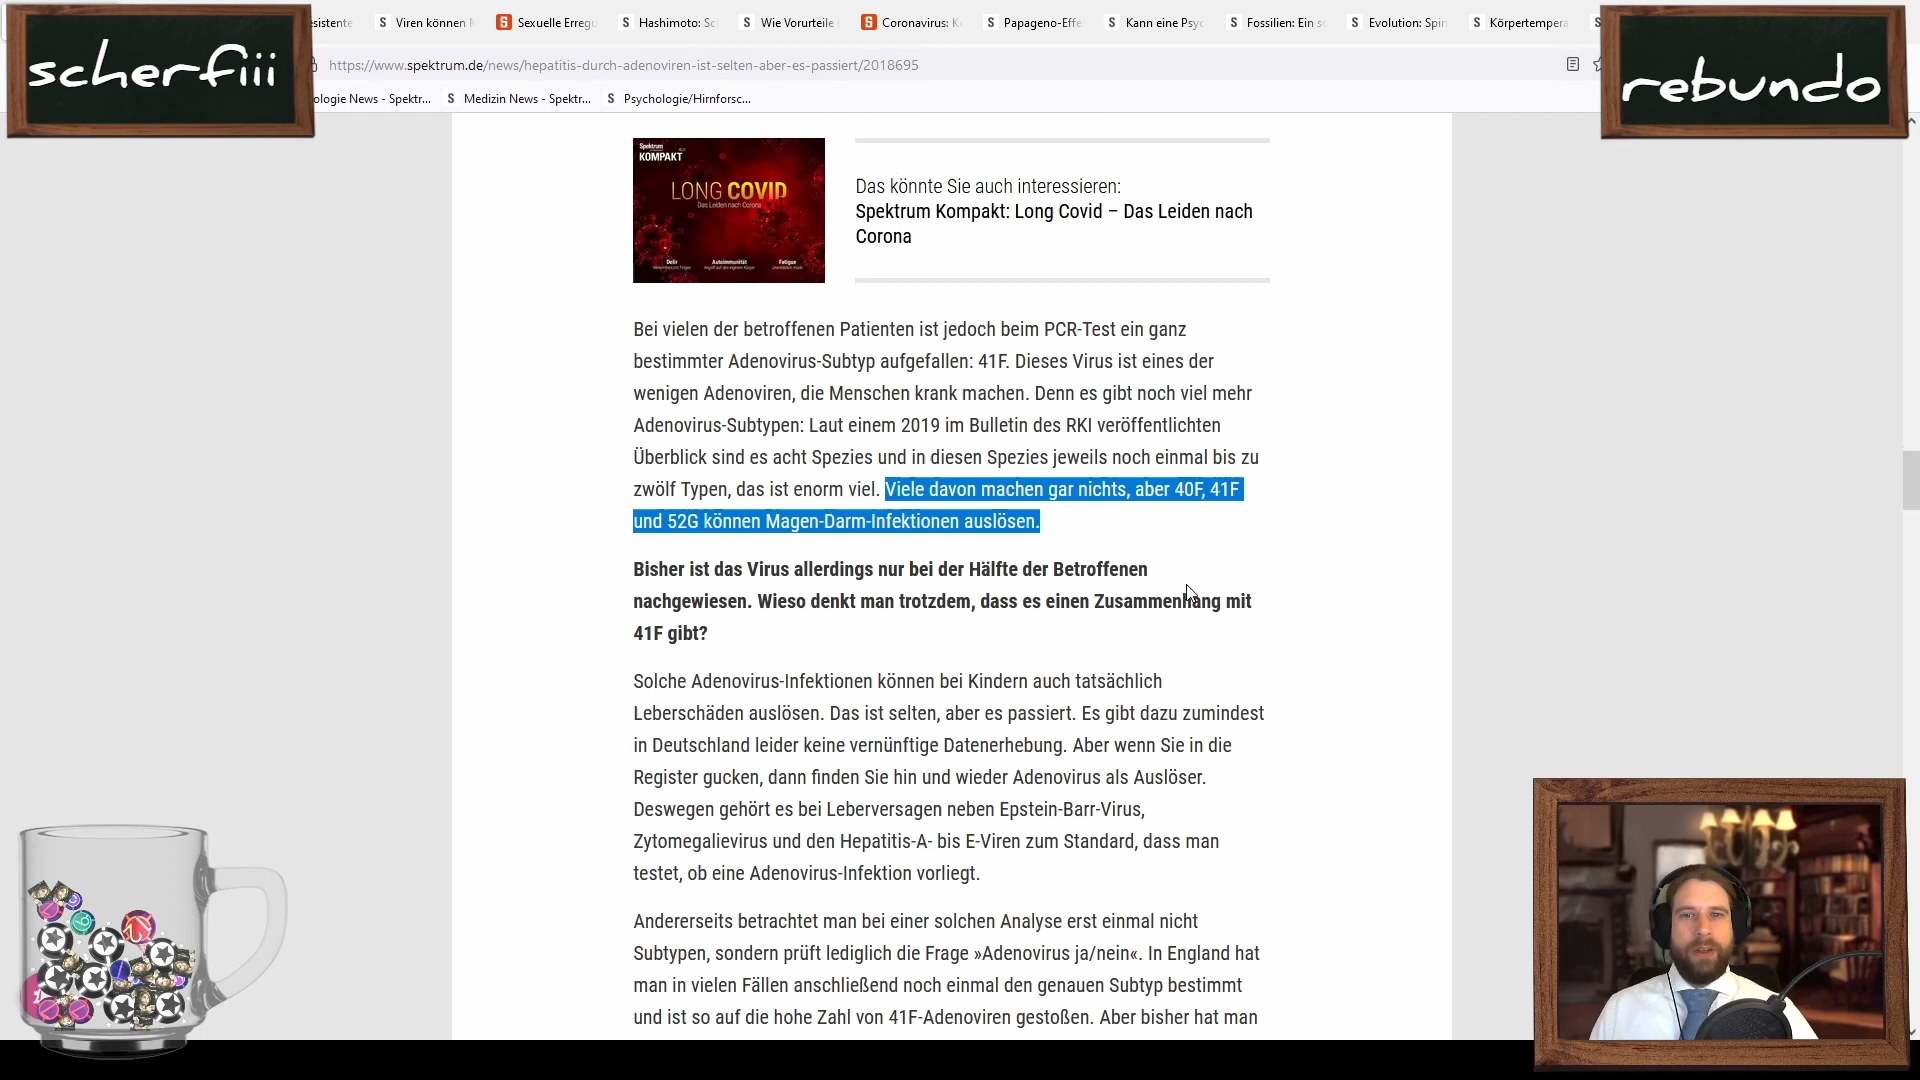 scherfiii
rebundo
esistente
Viren können
Sexuelle Erregu
Hashimoto: Sc
Wie Vorurteile
Coronavirus: K
Papageno-Effe
Kann eine Psyc
Fossilien: Ein s
Evolution: Spi
Körpertempera
https://www.spektrum.de/news/hepatitis-durch-adenoviren-ist-selten-aber-es-passiert/2018695
ologie News - Spektr...
Medizin News - Spektr...
Psychologie/Hirnforsc...
Spektrum
KOMPAKT
LONG COVID
Das Leiden nach Corona
Delir
Autoimmunität
Fatigue
Das könnte Sie auch interessieren:
Spektrum Kompakt: Long Covid – Das Leiden nach
Corona
Bei vielen der betroffenen Patienten ist jedoch beim PCR-Test ein ganz
bestimmter Adenovirus-Subtyp aufgefallen: 41F. Dieses Virus ist eines der
wenigen Adenoviren, die Menschen krank machen. Denn es gibt noch viel mehr
Adenovirus-Subtypen: Laut einem 2019 im Bulletin des RKI veröffentlichten
Überblick sind es acht Spezies und in diesen Spezies jeweils noch einmal bis zu
zwölf Typen, das ist enorm viel. Viele davon machen gar nichts, aber 40F, 41F
und 52G können Magen-Darm-Infektionen auslösen.
Bisher ist das Virus allerdings nur bei der Hälfte der Betroffenen
nachgewiesen. Wieso denkt man trotzdem, dass es einen Zusammenhang mit
41F gibt?
Solche Adenovirus-Infektionen können bei Kindern auch tatsächlich
Leberschäden auslösen. Das ist selten, aber es passiert. Es gibt dazu zumindest
in Deutschland leider keine vernünftige Datenerhebung. Aber wenn Sie in die
Register gucken, dann finden Sie hin und wieder Adenovirus als Auslöser.
Deswegen gehört es bei Leberversagen neben Epstein-Barr-Virus,
Zytomegalievirus und den Hepatitis-A- bis E-Viren zum Standard, dass man
testet, ob eine Adenovirus-Infektion vorliegt.
Andererseits betrachtet man bei einer solchen Analyse erst einmal nicht
Subtypen, sondern prüft lediglich die Frage »Adenovirus ja/nein«. In England hat
man in vielen Fällen anschließend noch einmal den genauen Subtyp bestimmt
und ist so auf die hohe Zahl von 41F-Adenoviren gestoßen. Aber bisher hat man